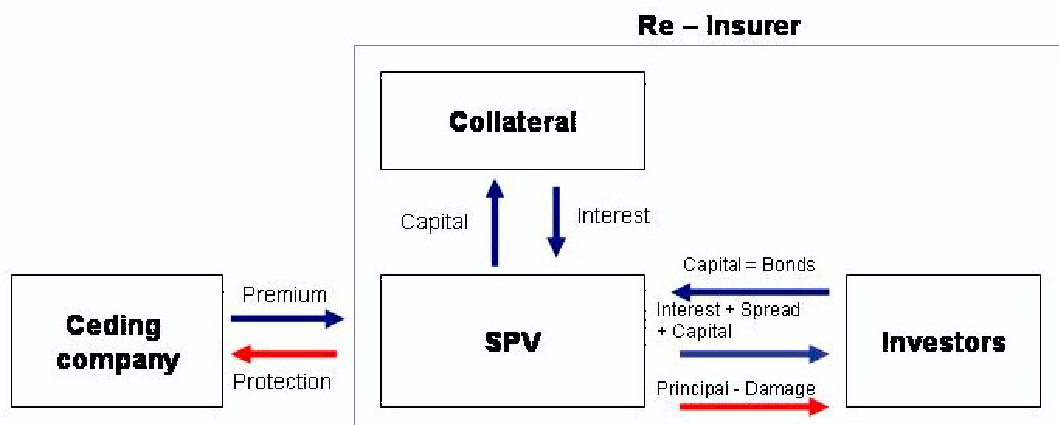 Re – Insurer
Collateral
Capital
Interest
Ceding
company
Premium
Protection
SPV
Capital = Bonds
Interest + Spread
+ Capital
Principal - Damage
Investors